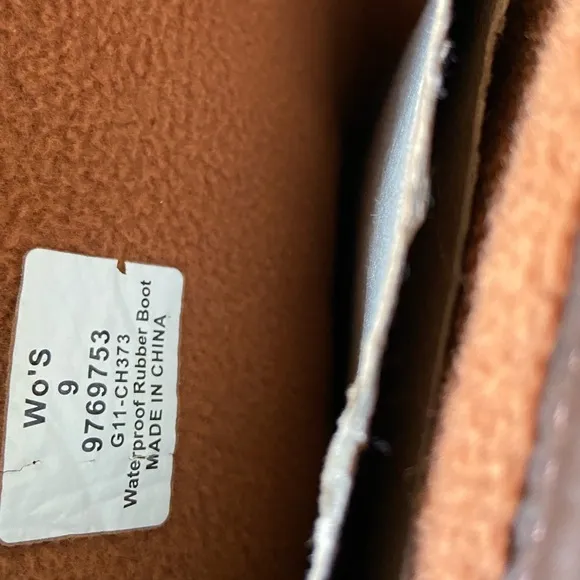 Wo'S
9
9769753
G11-CH373
Waterproof Rubber Boot
MADE IN CHINA